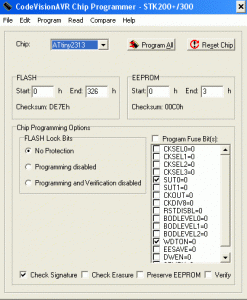 CodeVisionAVR Chip Programmer - STK200+/300
File Edit Program Read Compare Help
Chip: ATtiny2313 Program All Reset Chip
FLASH
Start: 0 h End: 326 h
Checksum: DE7Eh
EEPROM
Start: 0 h End: 3 h
Checksum: 00C0h
Chip Programming Options
FLASH Lock Bits
No Protection
Programming disabled
Programming and Verification disabled
Program Fuse Bit(s):
CKSEL0=0
CKSEL1=0
CKSEL2=0
CKSEL3=0
SUT0=0
SUT1=0
CKOUT=0
CKDIV8=0
RSTDISBL=0
BODLEVEL0=0
BODLEVEL1=0
BODLEVEL2=0
WDTON=0
EESAVE=0
DWEN=0
Check Signature Check Erasure Preserve EEPROM Verify